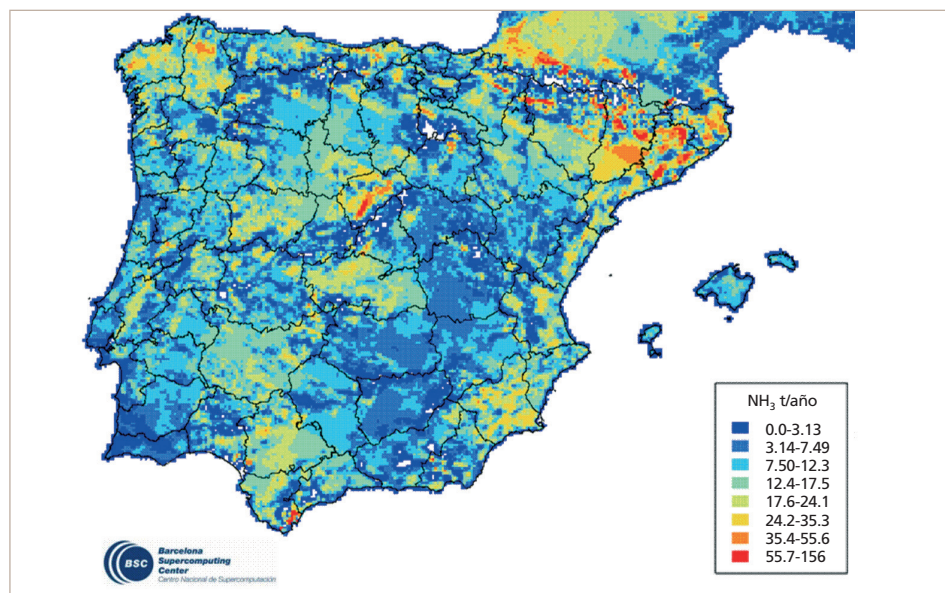 NH₃ t/año
0.0-3.13
3.14-7.49
7.50-12.3
12.4-17.5
17.6-24.1
24.2-35.3
35.4-55.6
55.7-156
BSC
Barcelona
Supercomputing
Center
Centro Nacional de Supercomputación